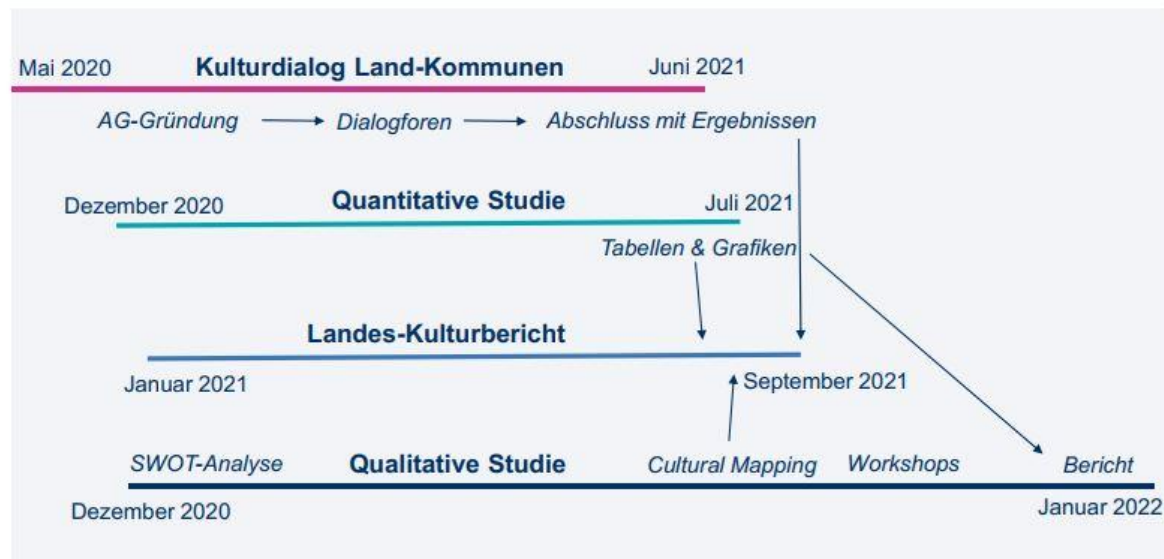 Mai 2020 Kulturdialog Land-Kommunen Juni 2021
AG-Gründung Dialogforen Abschluss mit Ergebnissen
Dezember 2020 Quantitative Studie Juli 2021
Tabellen & Grafiken
Landes-Kulturbericht
Januar 2021 September 2021
SWOT-Analyse Qualitative Studie Cultural Mapping Workshops Bericht
Dezember 2020 Januar 2022